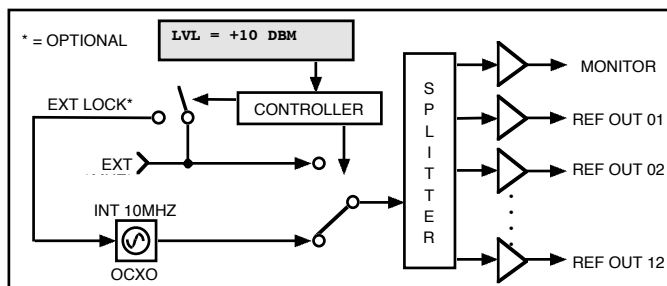 * = OPTIONAL
LVL = +10 DBM
EXT LOCK*
CONTROLLER
EXT
INT 10MHZ
OCXO
SPLITTER
MONITOR
REF OUT 01
REF OUT 02
REF OUT 12